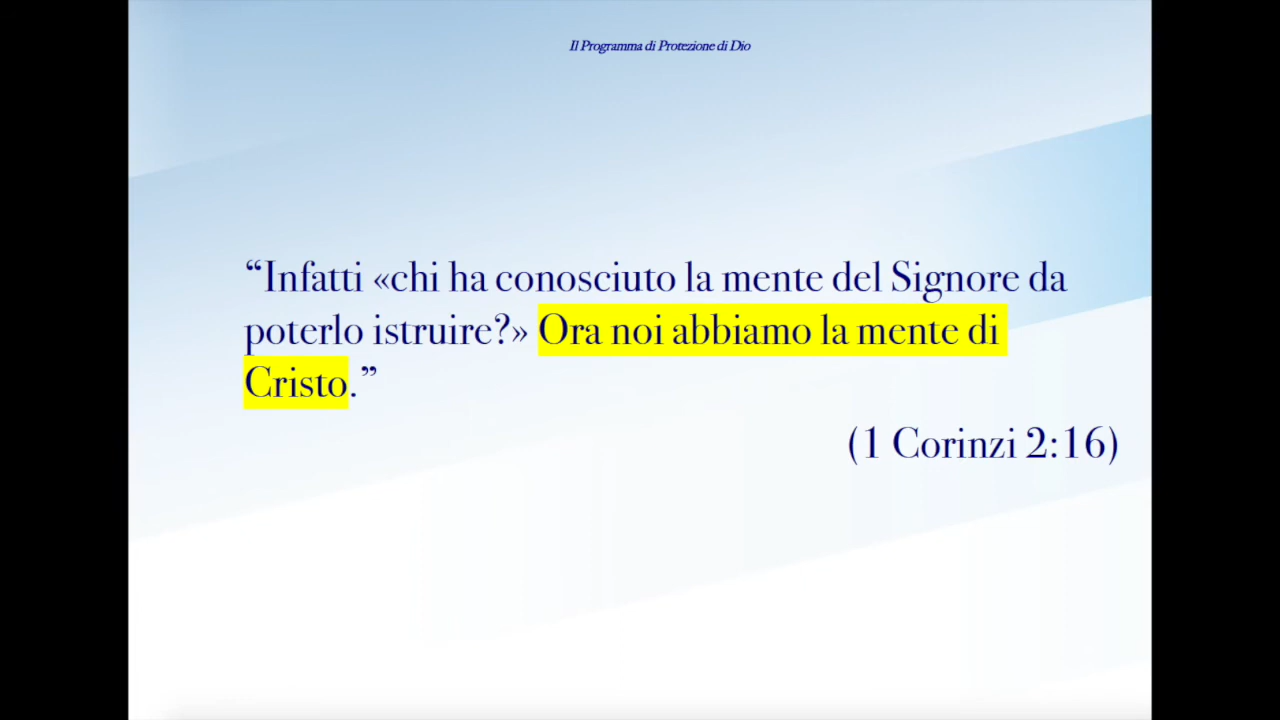 Il Programma di Protezione di Dio
“Infatti «chi ha conosciuto la mente del Signore da
poterlo istruire?» Ora noi abbiamo la mente di
Cristo.”
(1 Corinzi 2:16)